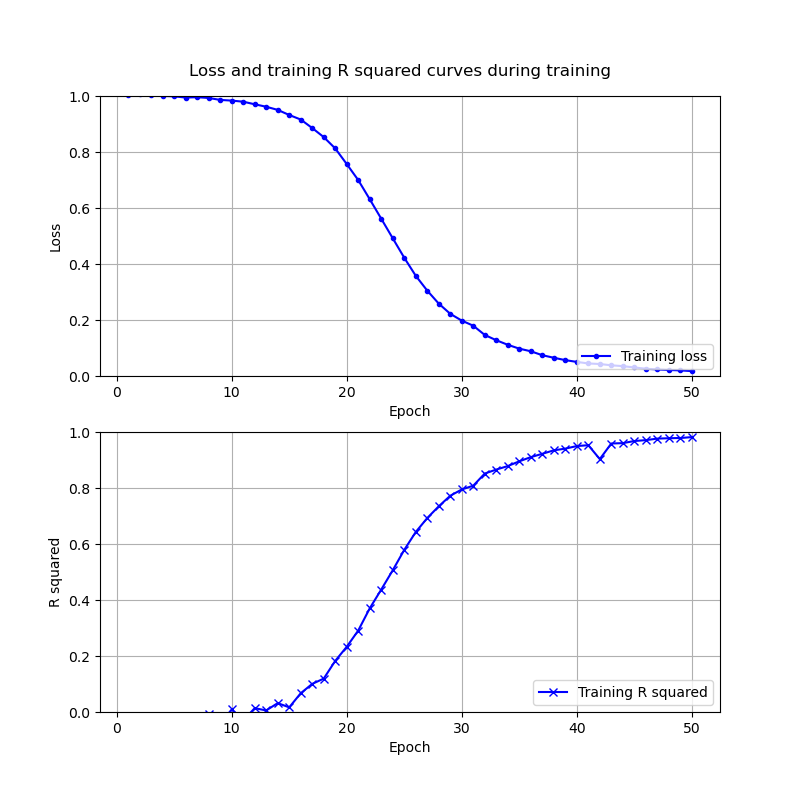 Loss and training R squared curves during training
1.0
0.8
0.6
0.4
0.2
0.0
Loss
Training loss
0 10 20 30 40 50
Epoch
1.0
0.8
0.6
0.4
0.2
0.0
R squared
Training R squared
0 10 20 30 40 50
Epoch